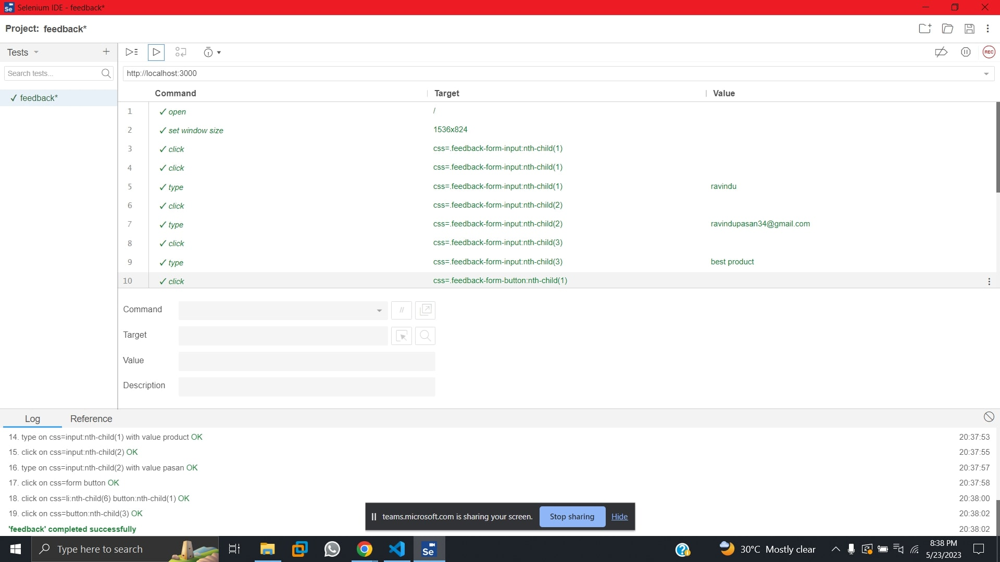 Selenium IDE - feedback*
Project: feedback*
Tests
Search tests...
✓ feedback*
http://localhost:3000
Command Target Value
1 ✓ open /
2 ✓ set window size 1536x824
3 ✓ click css=.feedback-form-input:nth-child(1)
4 ✓ click css=.feedback-form-input:nth-child(1)
5 ✓ type css=.feedback-form-input:nth-child(1) ravindu
6 ✓ click css=.feedback-form-input:nth-child(2)
7 ✓ type css=.feedback-form-input:nth-child(2) ravindupasan34@gmail.com
8 ✓ click css=.feedback-form-input:nth-child(3)
9 ✓ type css=.feedback-form-input:nth-child(3) best product
10 ✓ click css=.feedback-form-button:nth-child(1)
REC
Command //
Target
Value
Description
Log Reference
14. type on css=input:nth-child(1) with value product OK 20:37:53
15. click on css=input:nth-child(2) OK 20:37:55
16. type on css=input:nth-child(2) with value pasan OK 20:37:57
17. click on css=form button OK 20:37:58
18. click on css=li:nth-child(6) button:nth-child(1) OK 20:38:00
19. click on css=button:nth-child(3) OK 20:38:02
'feedback' completed successfully 20:38:02
teams.microsoft.com is sharing your screen. Stop sharing Hide
Type here to search
Se
30°C Mostly clear
8:38 PM
5/23/2023